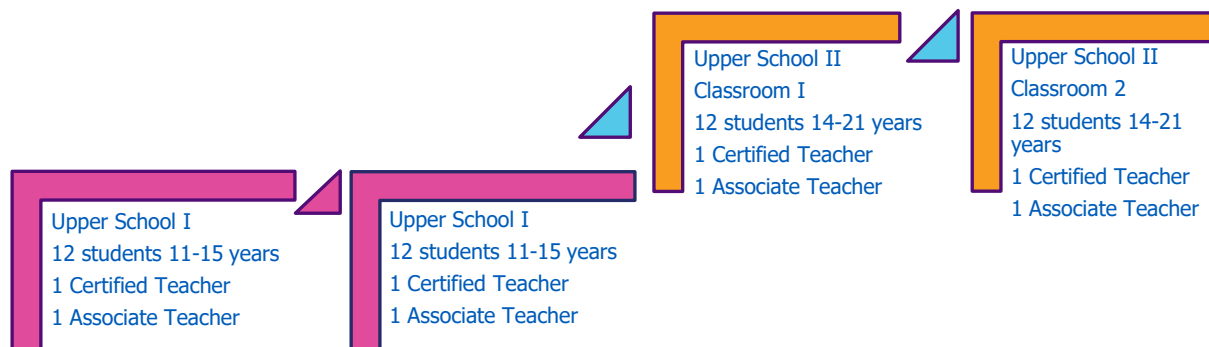 Upper School I
12 students 11-15 years
1 Certified Teacher
1 Associate Teacher
Upper School I
12 students 11-15 years
1 Certified Teacher
1 Associate Teacher
Upper School II
Classroom I
12 students 14-21 years
1 Certified Teacher
1 Associate Teacher
Upper School II
Classroom 2
12 students 14-21
years
1 Certified Teacher
1 Associate Teacher